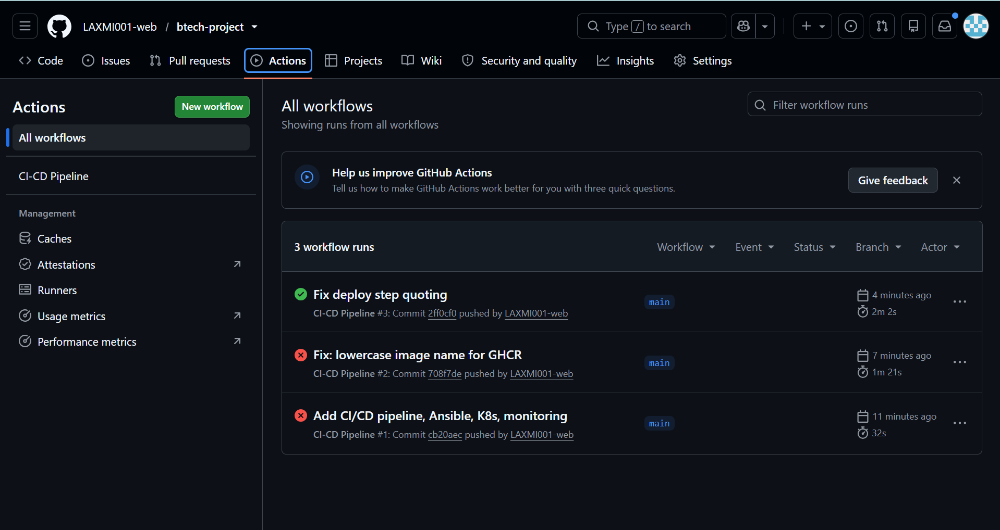 LAXMI001-web / btech-project
Type / to search
Code
Issues
Pull requests
Actions
Projects
Wiki
Security and quality
Insights
Settings
Actions
New workflow
All workflows
CI-CD Pipeline
Management
Caches
Attestations
Runners
Usage metrics
Performance metrics
All workflows
Showing runs from all workflows
Filter workflow runs
Help us improve GitHub Actions
Tell us how to make GitHub Actions work better for you with three quick questions.
Give feedback
3 workflow runs
Workflow
Event
Status
Branch
Actor
Fix deploy step quoting
CI-CD Pipeline #3: Commit 2ff0cf0 pushed by LAXMI001-web
main
4 minutes ago
2m 2s
Fix: lowercase image name for GHCR
CI-CD Pipeline #2: Commit 708f7de pushed by LAXMI001-web
main
7 minutes ago
1m 21s
Add CI/CD pipeline, Ansible, K8s, monitoring
CI-CD Pipeline #1: Commit cb20aec pushed by LAXMI001-web
main
11 minutes ago
32s